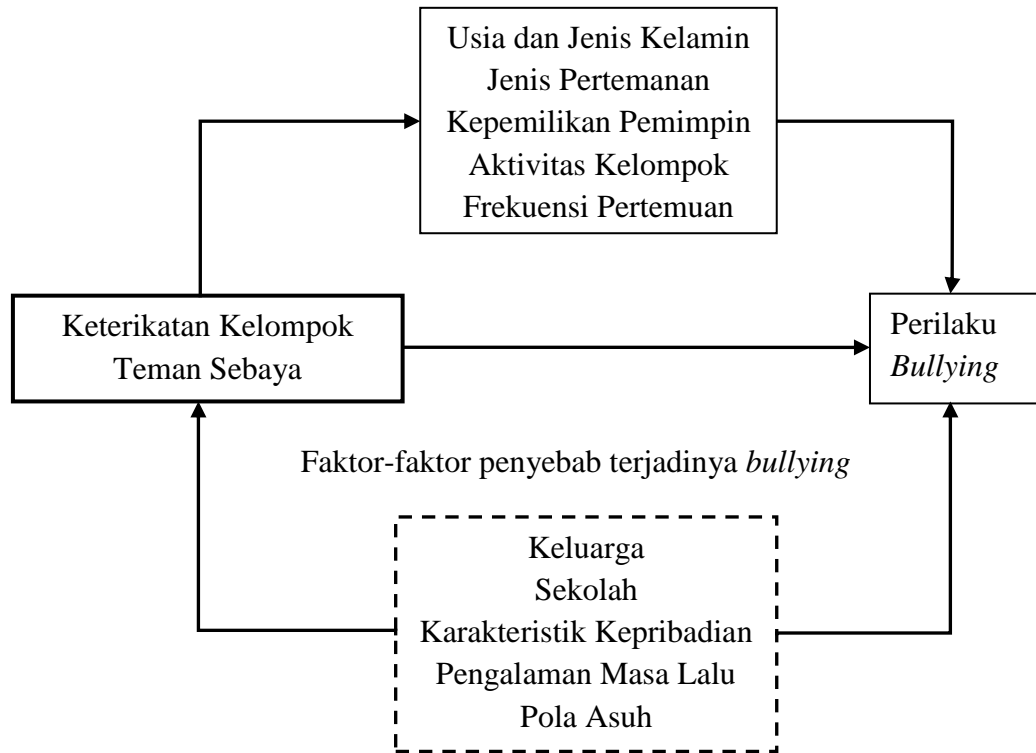 Usia dan Jenis Kelamin
Jenis Pertemanan
Kepemilikan Pemimpin
Aktivitas Kelompok
Frekuensi Pertemuan
Keterikatan Kelompok
Teman Sebaya
Perilaku
Bullying
Faktor-faktor penyebab terjadinya bullying
Keluarga
Sekolah
Karakteristik Kepribadian
Pengalaman Masa Lalu
Pola Asuh